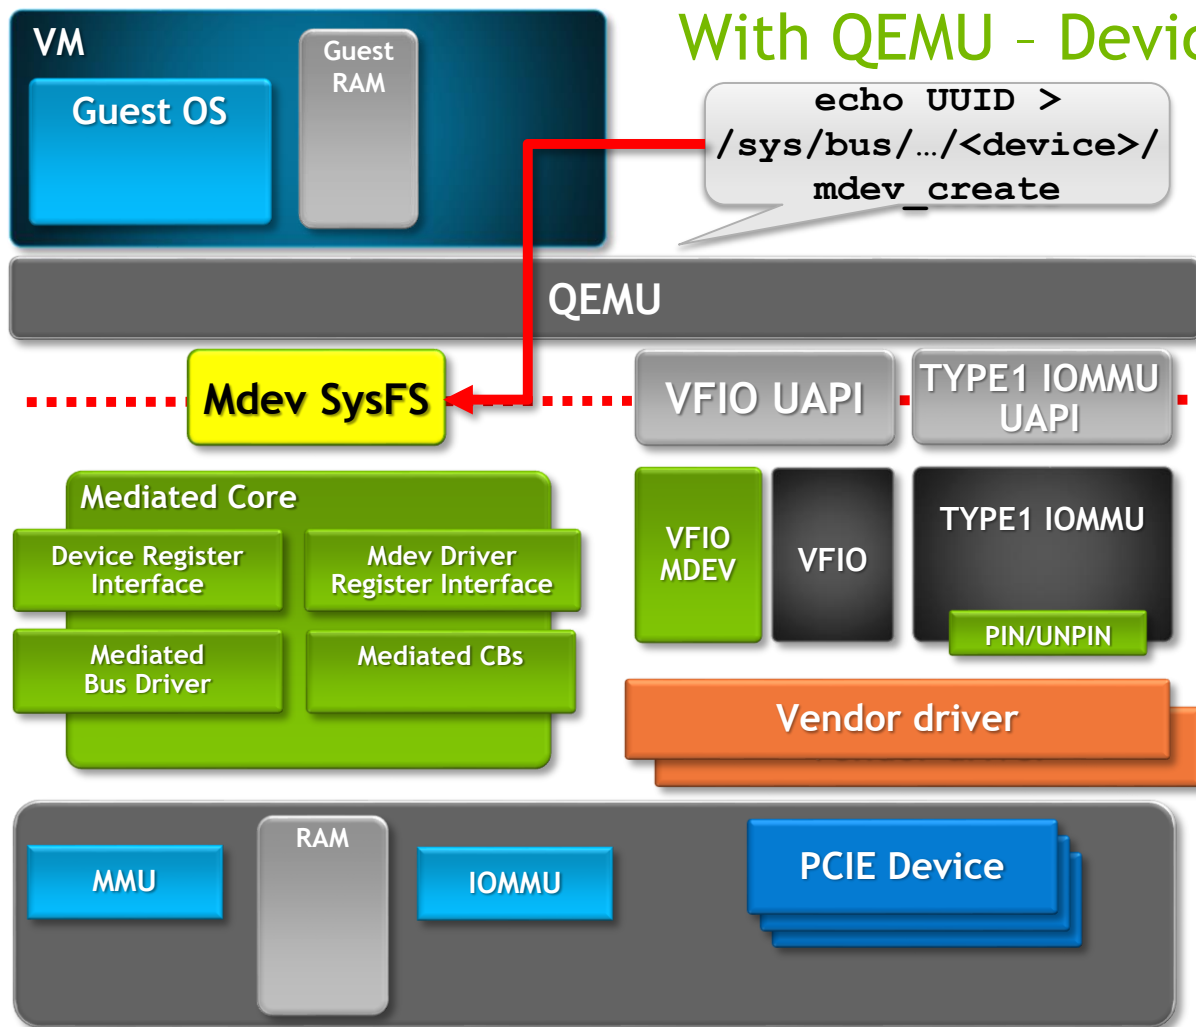 With QEMU – Devic
VM
Guest
RAM
Guest OS
echo UUID >
/sys/bus/…/<device>/
mdev_create
QEMU
Mdev SysFS
VFIO UAPI
TYPE1 IOMMU
UAPI
Mediated Core
Device Register
Interface
Mdev Driver
Register Interface
Mediated
Bus Driver
Mediated CBs
VFIO
MDEV
VFIO
TYPE1 IOMMU
PIN/UNPIN
Vendor driver
MMU
RAM
IOMMU
PCIE Device